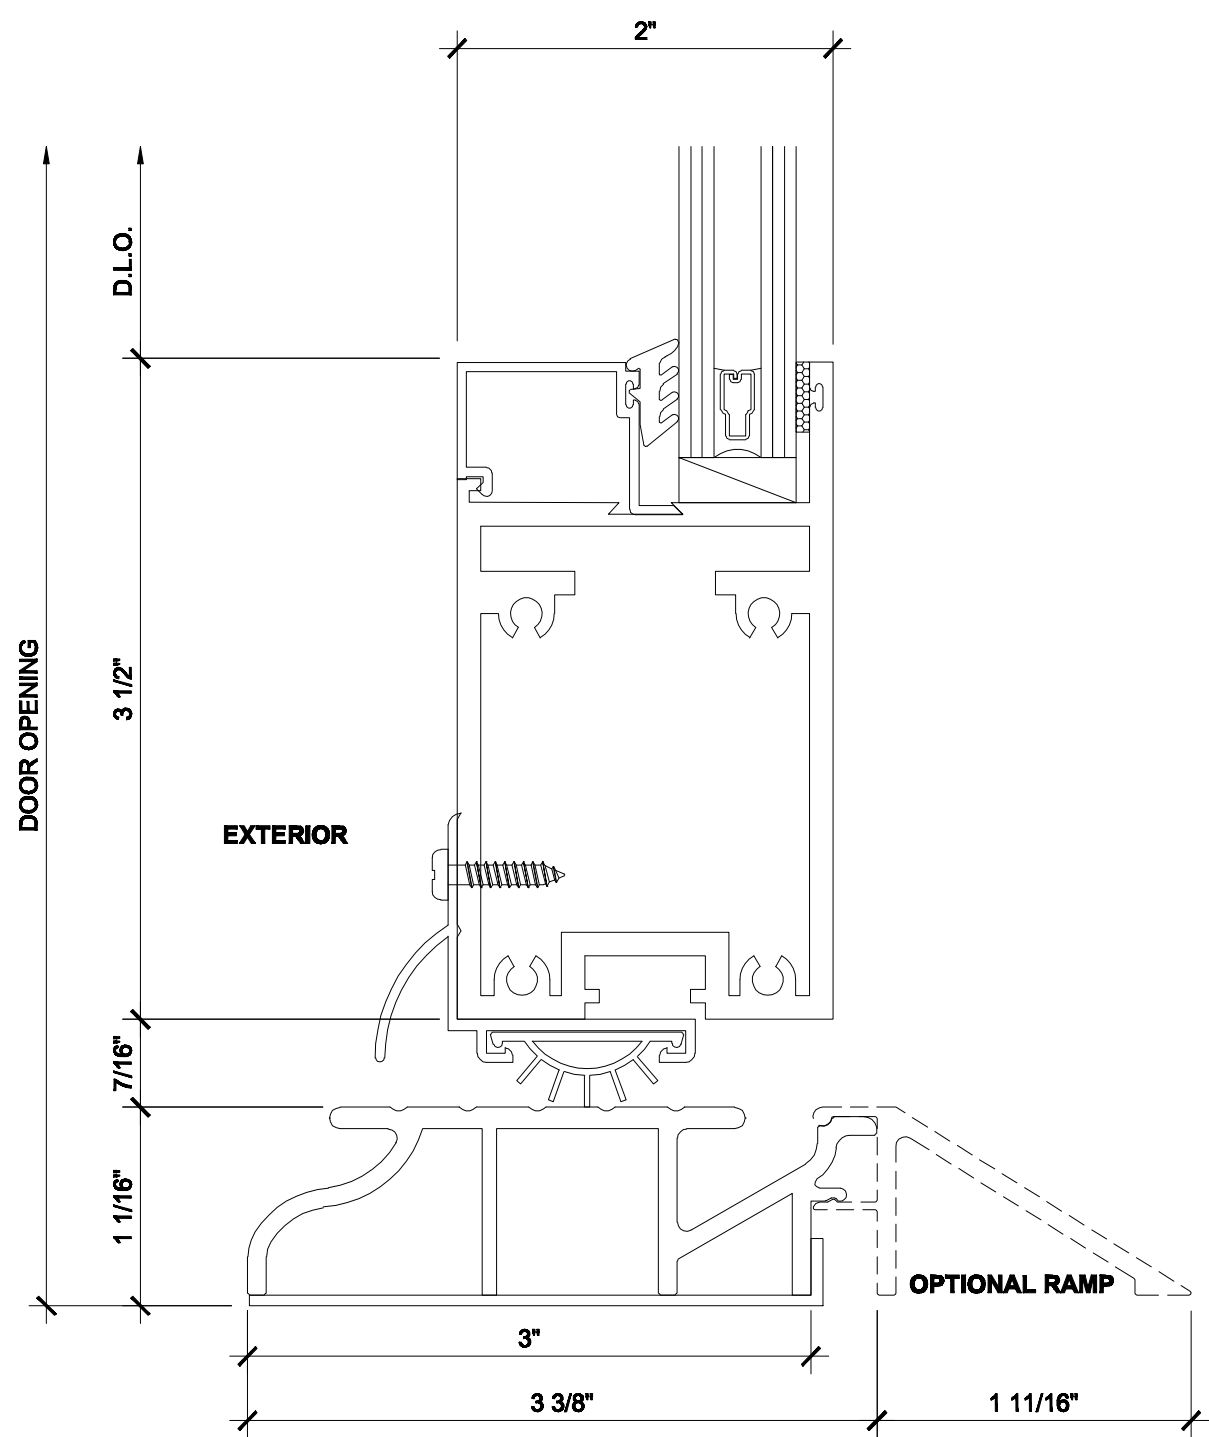 2"
D.L.O.
3 1/2"
DOOR OPENING
EXTERIOR
7/16"
1 1/16"
OPTIONAL RAMP
3"
3 3/8"
1 11/16"